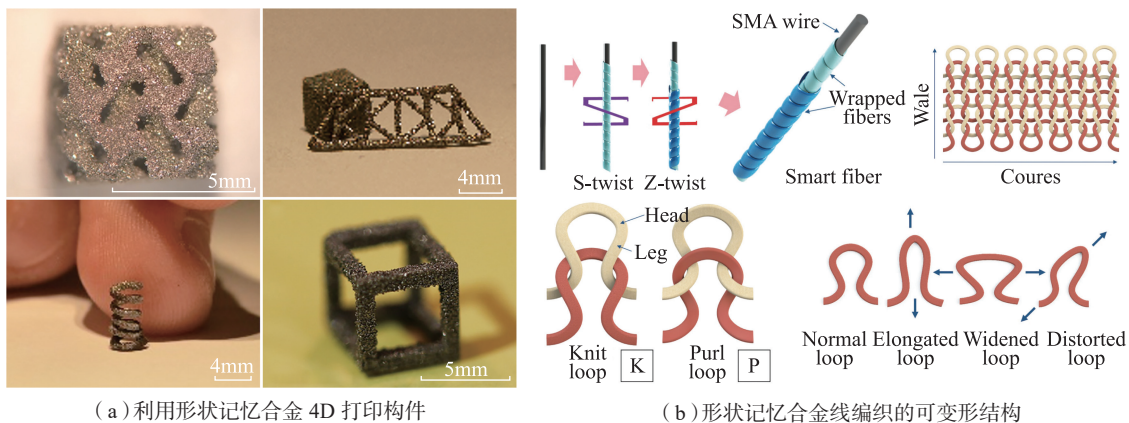 5mm
4mm
4mm
5mm
(a)利用形状记忆合金 4D 打印构件
SMA wire
Wrapped
fibers
S-twist
Z-twist
Smart fiber
Wale
Coures
Head
Leg
Knit
loop
K
Purl
loop
P
Normal
loop
Elongated
loop
Widened
loop
Distorted
loop
(b)形状记忆合金线编织的可变形结构